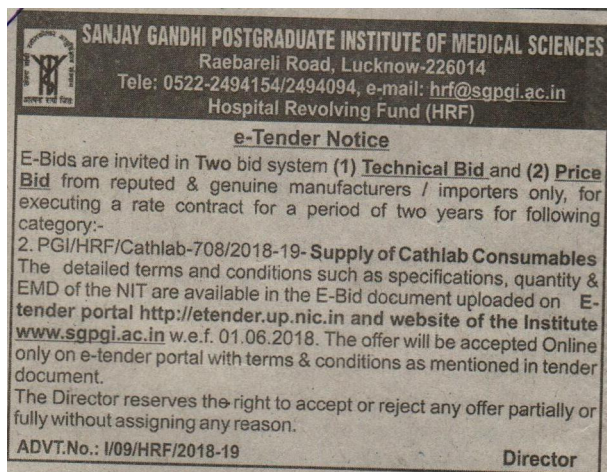 SANJAY GANDHI POSTGRADUATE INSTITUTE OF MEDICAL SCIENCES
Raebareli Road, Lucknow-226014
Tele: 0522-2494154/2494094, e-mail: hrf@sgpgi.ac.in
Hospital Revolving Fund (HRF)
e-Tender Notice
E-Bids are invited in Two bid system (1) Technical Bid and (2) Price
Bid from reputed & genuine manufacturers / importers only, for
executing a rate contract for a period of two years for following
category:-
2. PGI/HRF/Cathlab-708/2018-19- Supply of Cathlab Consumables
The detailed terms and conditions such as specifications, quantity &
EMD of the NIT are available in the E-Bid document uploaded on E-
tender portal http://etender.up.nic.in and website of the Institute
www.sgpgi.ac.in w.e.f. 01.06.2018. The offer will be accepted Online
only on e-tender portal with terms & conditions as mentioned in tender
document.
The Director reserves the right to accept or reject any offer partially or
fully without assigning any reason.
ADVT.No.: I/09/HRF/2018-19
Director